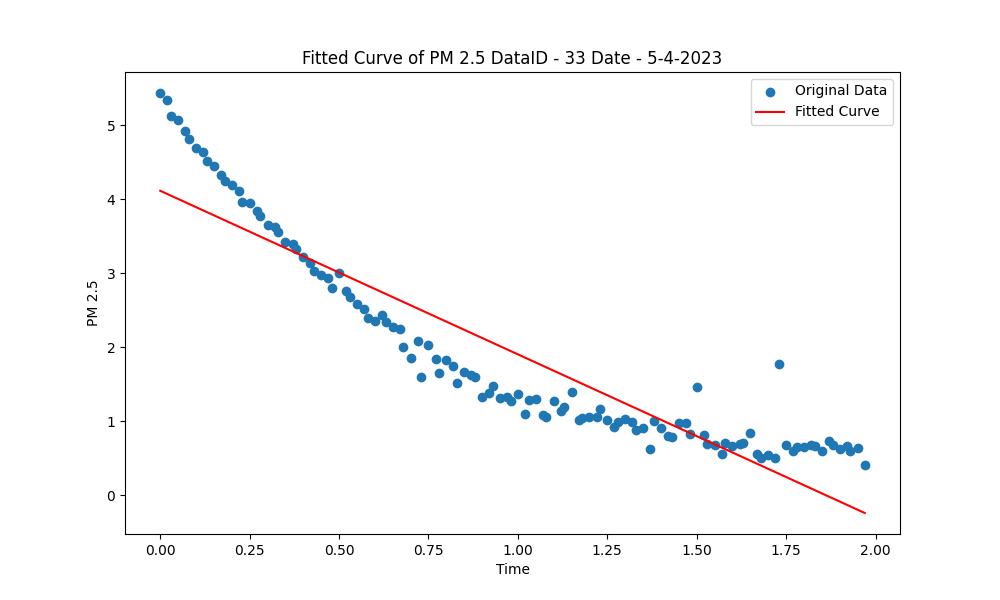 Fitted Curve of PM 2.5 DataID - 33 Date - 5-4-2023
Original Data
Fitted Curve
PM 2.5
5
4
3
2
1
0
0.00 0.25 0.50 0.75 1.00 1.25 1.50 1.75 2.00
Time